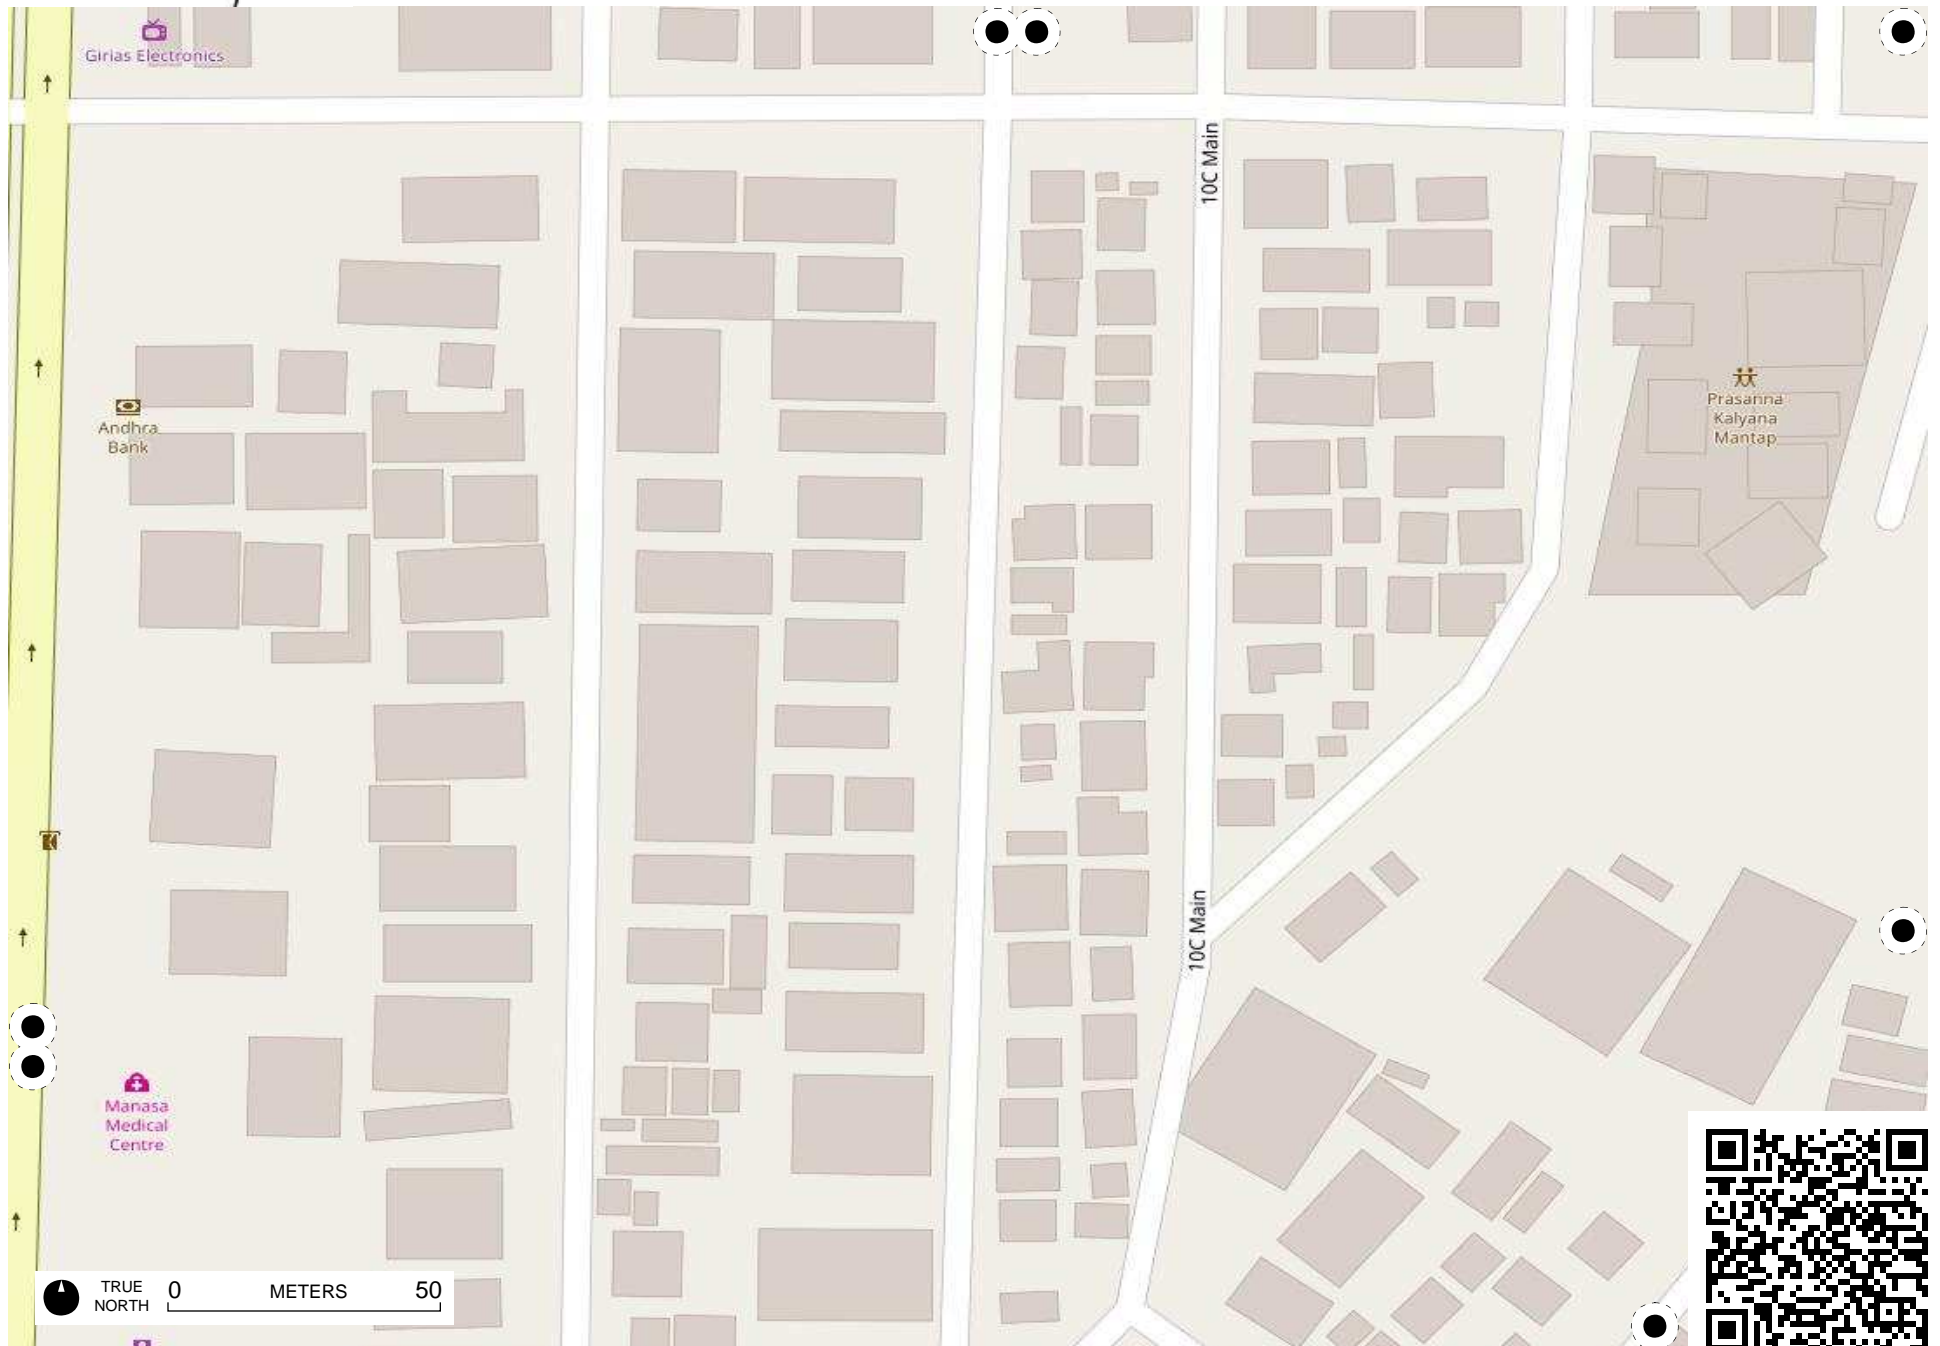 Girias Electronics
10C Main
Andhra
Bank
Prasanna
Kalyana
Mantap
10C Main
Manasa
Medical
Centre
TRUE
NORTH
0 METERS 50